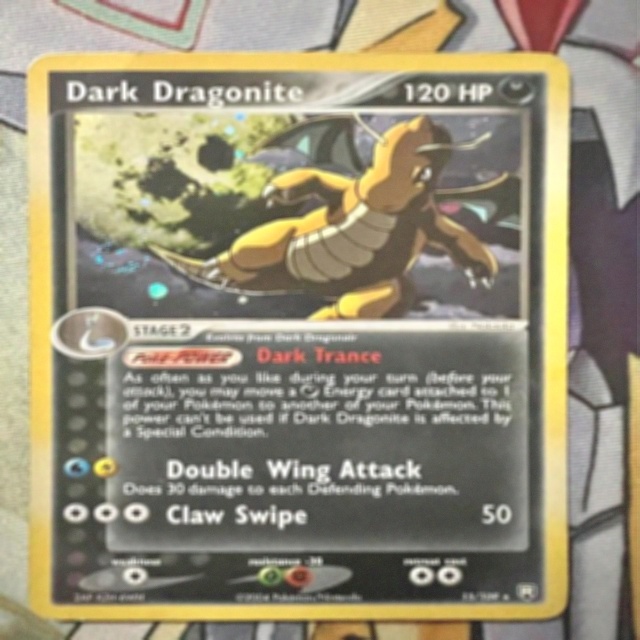 Dark Dragonite 120 HP
STAGE 2 Evolves from Dark Dragonair
POKé-POWER Dark Trance
As often as you like during your turn (before your
attack), you may move a Energy card attached to 1
of your Pokémon to another of your Pokémon. This
power can't be used if Dark Dragonite is affected by
a Special Condition.
Double Wing Attack
Does 30 damage to each Defending Pokémon.
Claw Swipe 50
weakness resistance -30 retreat cost
©2004 Pokémon/Nintendo